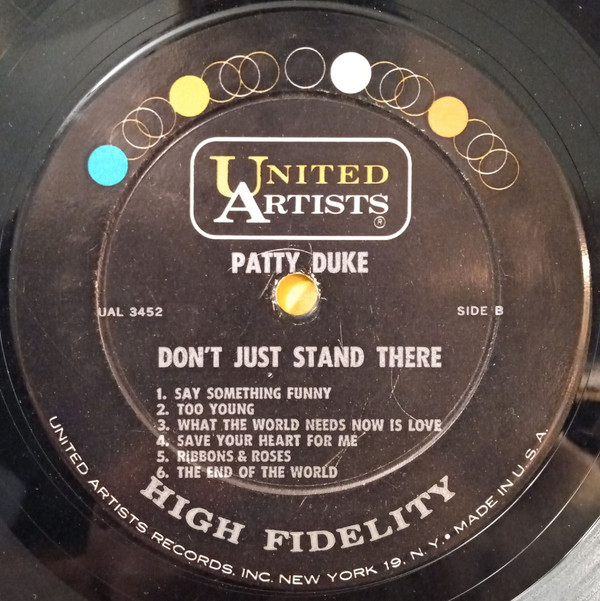 UNITED
ARTISTS
®
PATTY DUKE
UAL 3452
SIDE B
DON'T JUST STAND THERE
1. SAY SOMETHING FUNNY
2. TOO YOUNG
3. WHAT THE WORLD NEEDS NOW IS LOVE
4. SAVE YOUR HEART FOR ME
5. RIBBONS & ROSES
6. THE END OF THE WORLD
HIGH FIDELITY
UNITED ARTISTS RECORDS, INC. NEW YORK 19, N.Y. • MADE IN U.S.A.